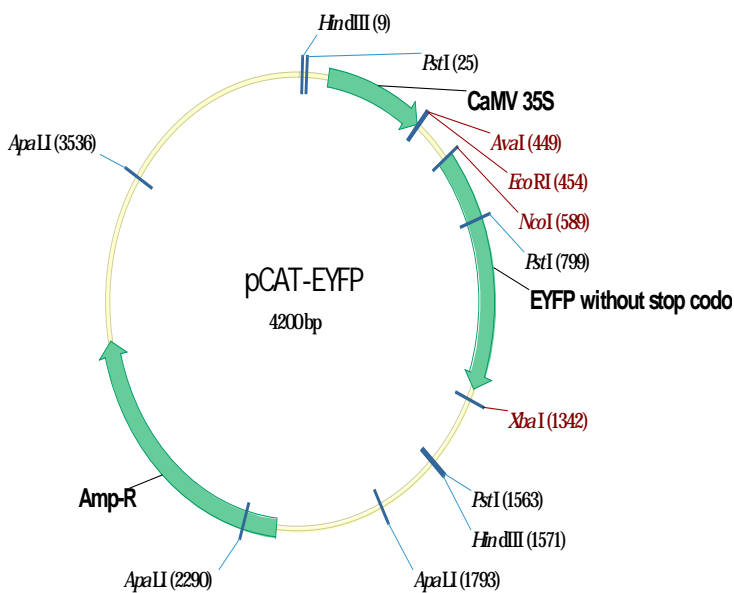 HindIII (9)
PstI (25)
CaMV 35S
AvaI (449)
EcoRI (454)
NcoI (589)
PstI (799)
EYFP without stop codo
XbaI (1342)
PstI (1563)
HindIII (1571)
ApaLI (1793)
ApaLI (2290)
Amp-R
ApaLI (3536)
pCAT-EYFP
4200 bp